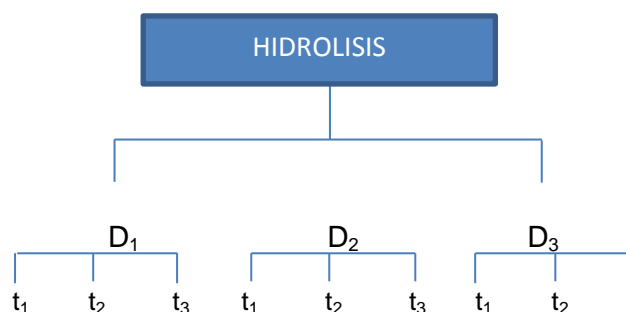 HIDROLISIS
D₁ D₂ D₃
t₁ t₂ t₃ t₁ t₂ t₃ t₁ t₂